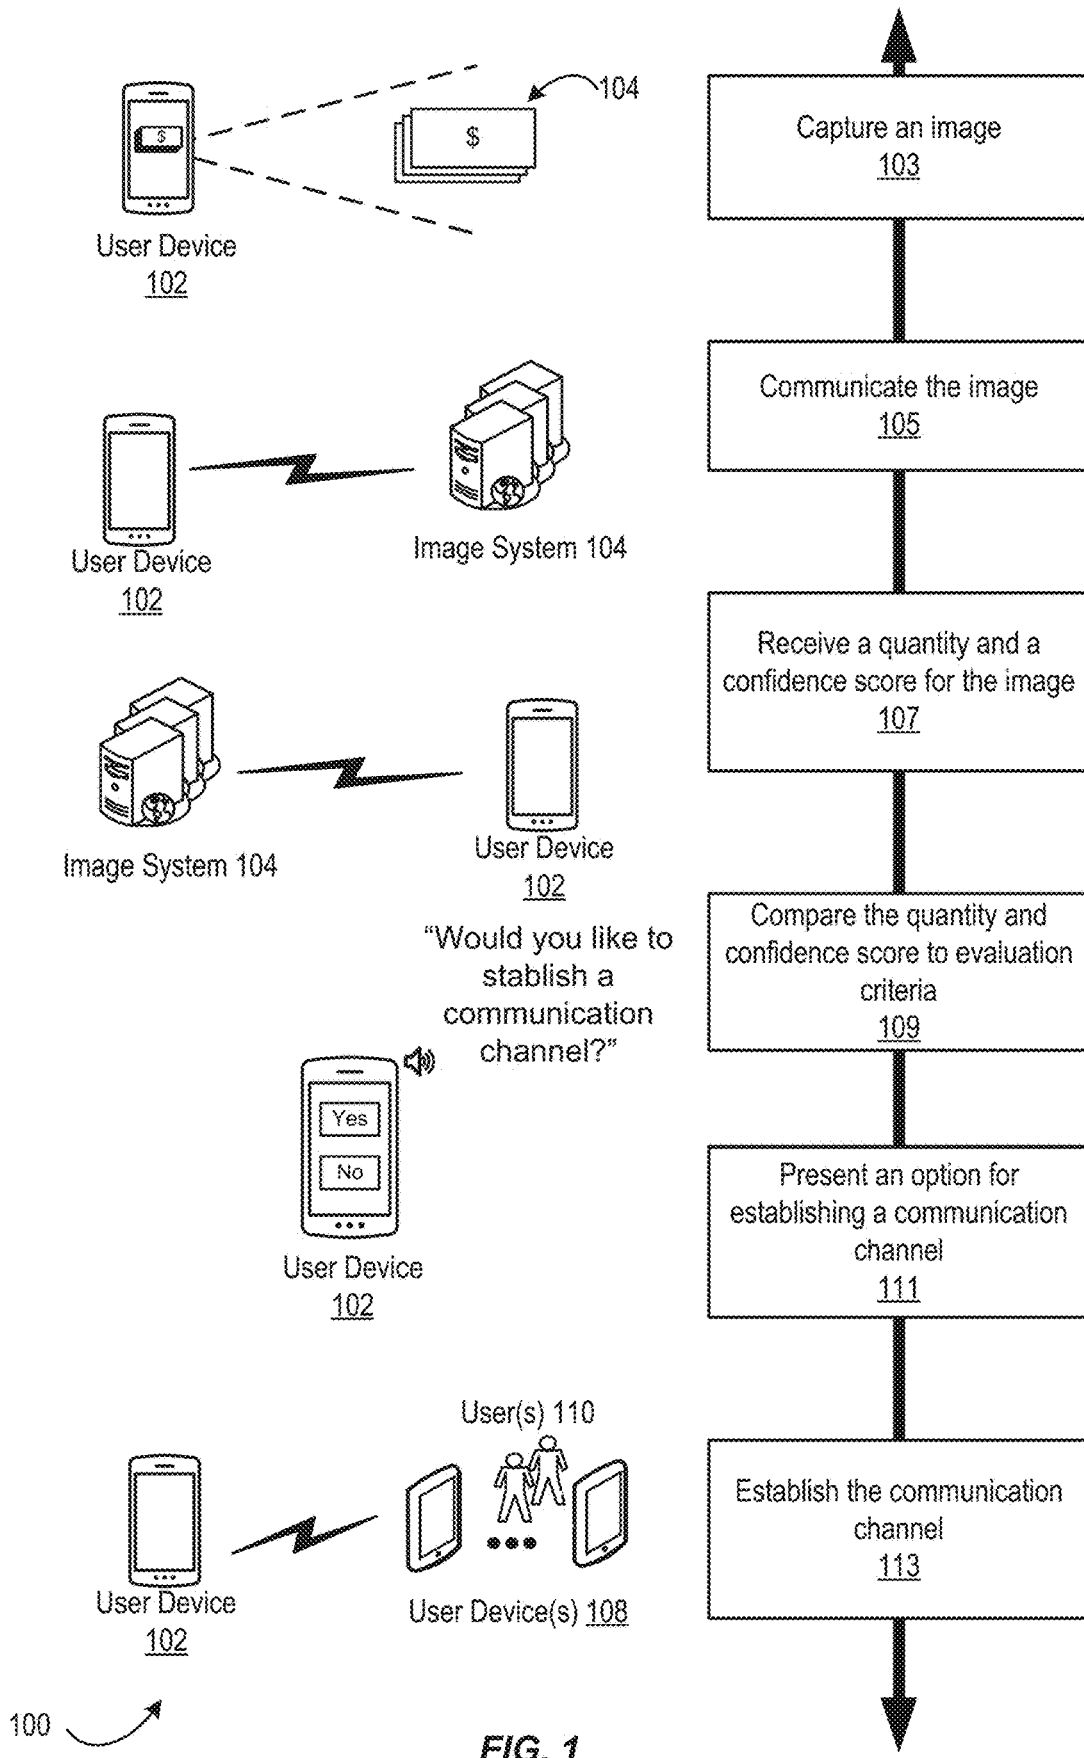 $
$
104
User Device
102
Capture an image
103
User Device
102
Image System 104
Communicate the image
105
Image System 104
User Device
102
Receive a quantity and a
confidence score for the image
107
"Would you like to
stablish a
communication
channel?"
Compare the quantity and
confidence score to evaluation
criteria
109
Yes
No
User Device
102
Present an option for
establishing a communication
channel
111
User(s) 110
User Device
102
User Device(s) 108
Establish the communication
channel
113
100
FIG. 1